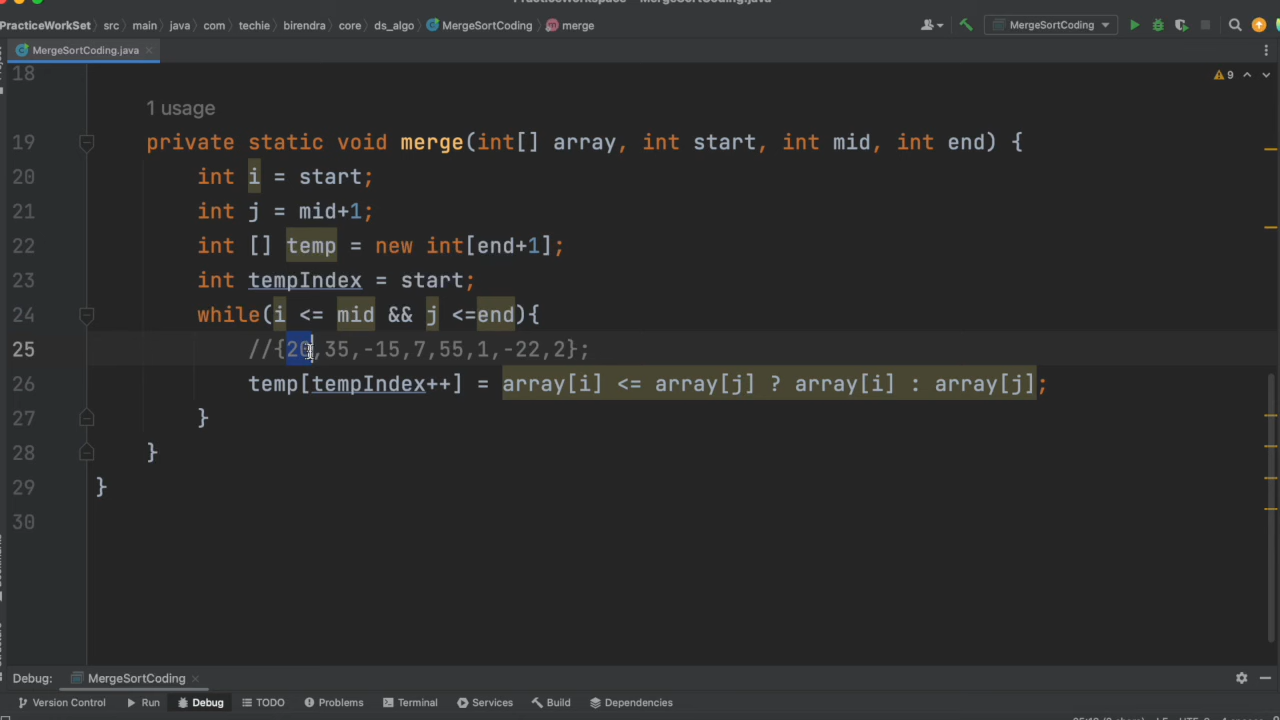 PracticeWorkSet src main java com techie birendra core ds_algo MergeSortCoding merge MergeSortCoding
MergeSortCoding.java
18
9
1 usage
19 private static void merge(int[] array, int start, int mid, int end) {
20 int i = start;
21 int j = mid+1;
22 int [] temp = new int[end+1];
23 int tempIndex = start;
24 while(i <= mid && j <=end){
25 //{20,35,-15,7,55,1,-22,2};
26 temp[tempIndex++] = array[i] <= array[j] ? array[i] : array[j];
27 }
28 }
29 }
30
Debug: MergeSortCoding
Version Control Run Debug TODO Problems Terminal Services Build Dependencies